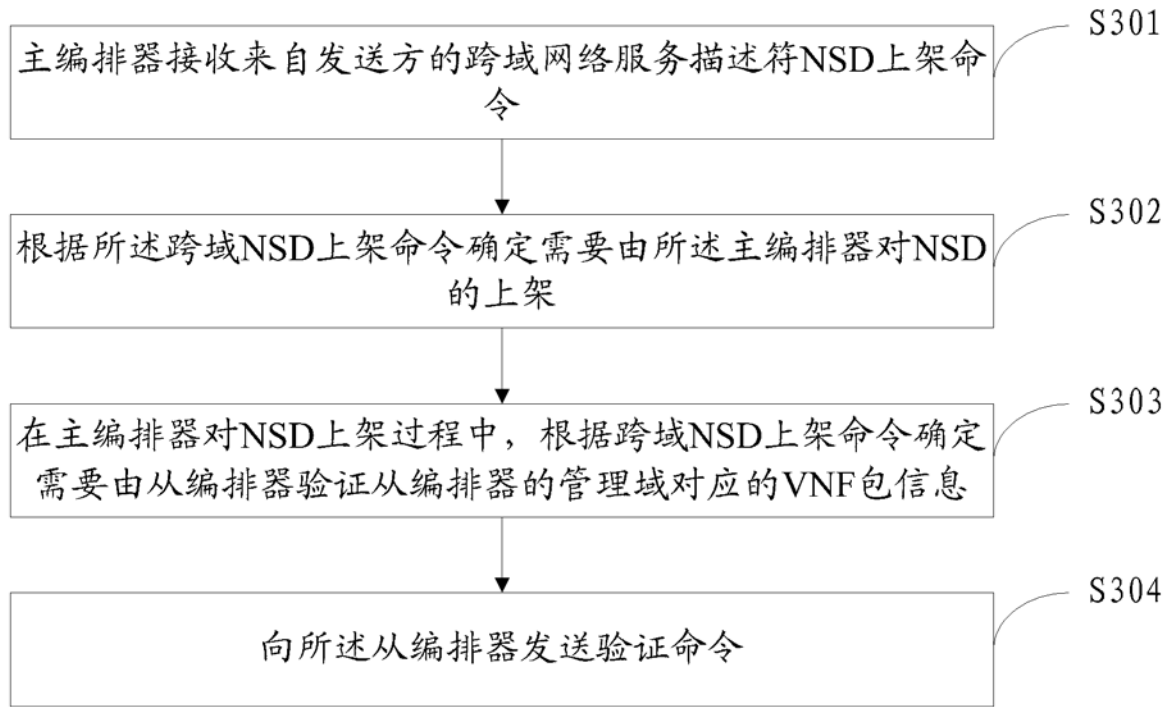 S301
主编排器接收来自发送方的跨域网络服务描述符NSD上架命
令
S302
根据所述跨域NSD上架命令确定需要由所述主编排器对NSD
的上架
S303
在主编排器对NSD上架过程中，根据跨域NSD上架命令确定
需要由从编排器验证从编排器的管理域对应的VNF包信息
S304
向所述从编排器发送验证命令